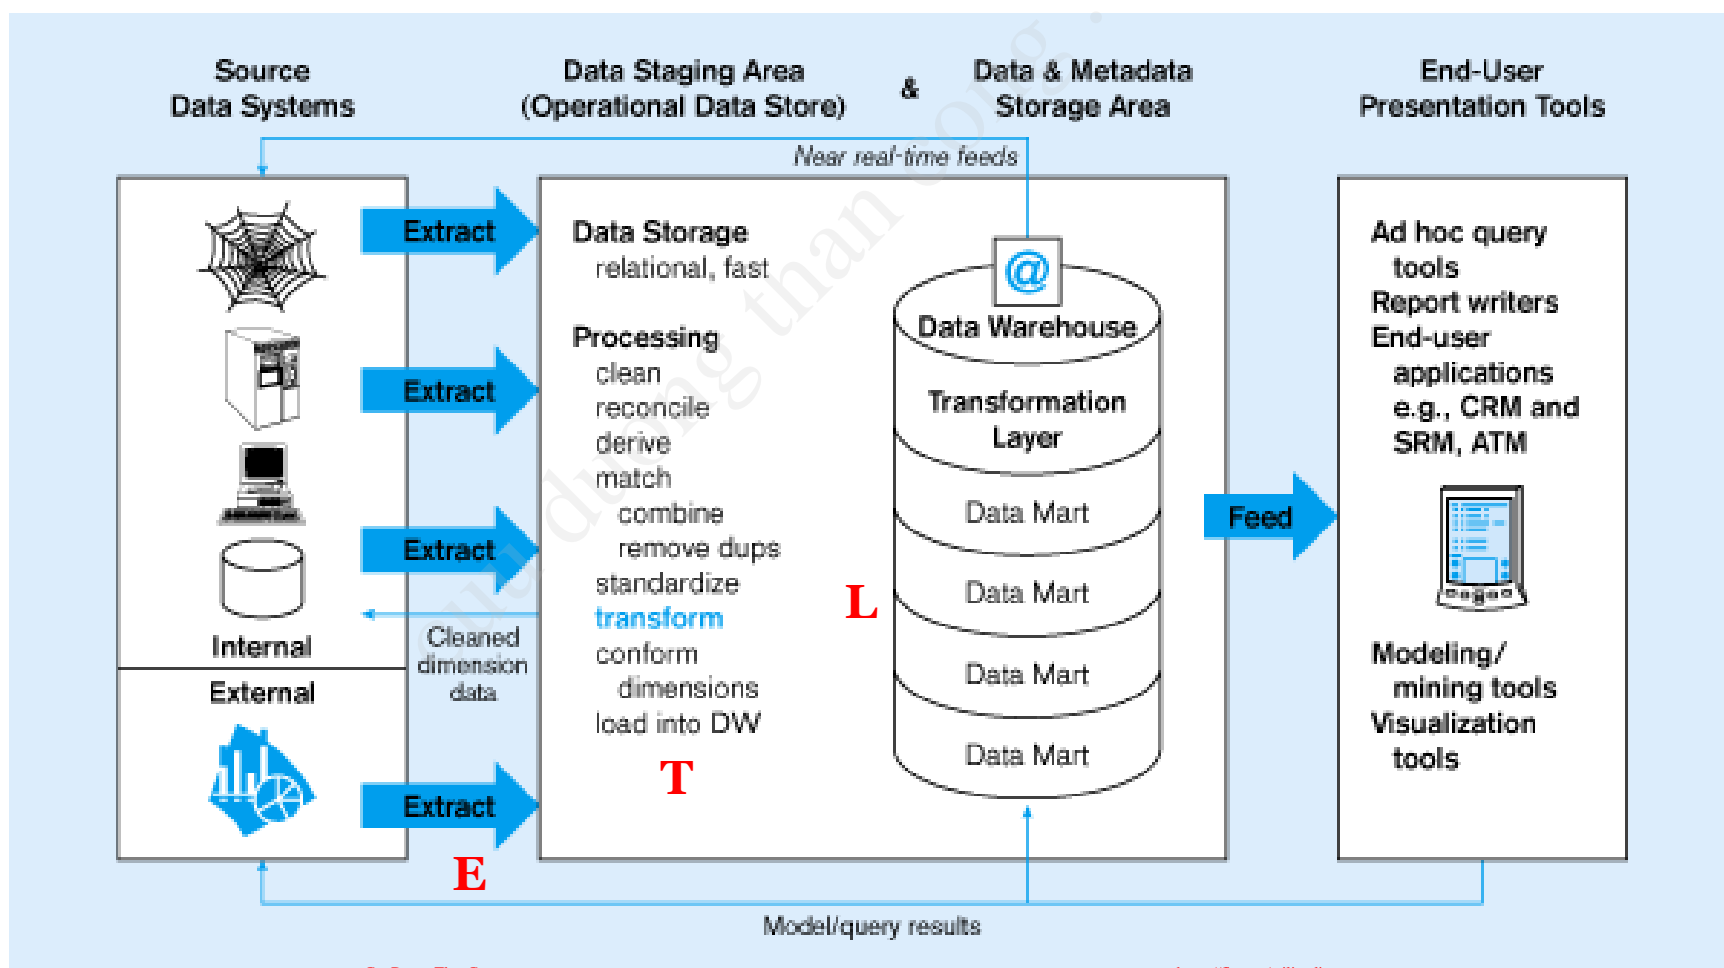 Source
Data Systems
Data Staging Area
(Operational Data Store)
&
Data & Metadata
Storage Area
End-User
Presentation Tools
Near real-time feeds
Extract
Extract
Extract
Internal
External
Cleaned
dimension
data
Extract
E
Data Storage
relational, fast
Processing
clean
reconcile
derive
match
combine
remove dups
standardize
transform
conform
dimensions
load into DW
T
L
@
Data Warehouse
Transformation
Layer
Data Mart
Data Mart
Data Mart
Data Mart
Feed
Ad hoc query
tools
Report writers
End-user
applications
e.g., CRM and
SRM, ATM
Modeling/
mining tools
Visualization
tools
Model/query results
cuu duong than cong .